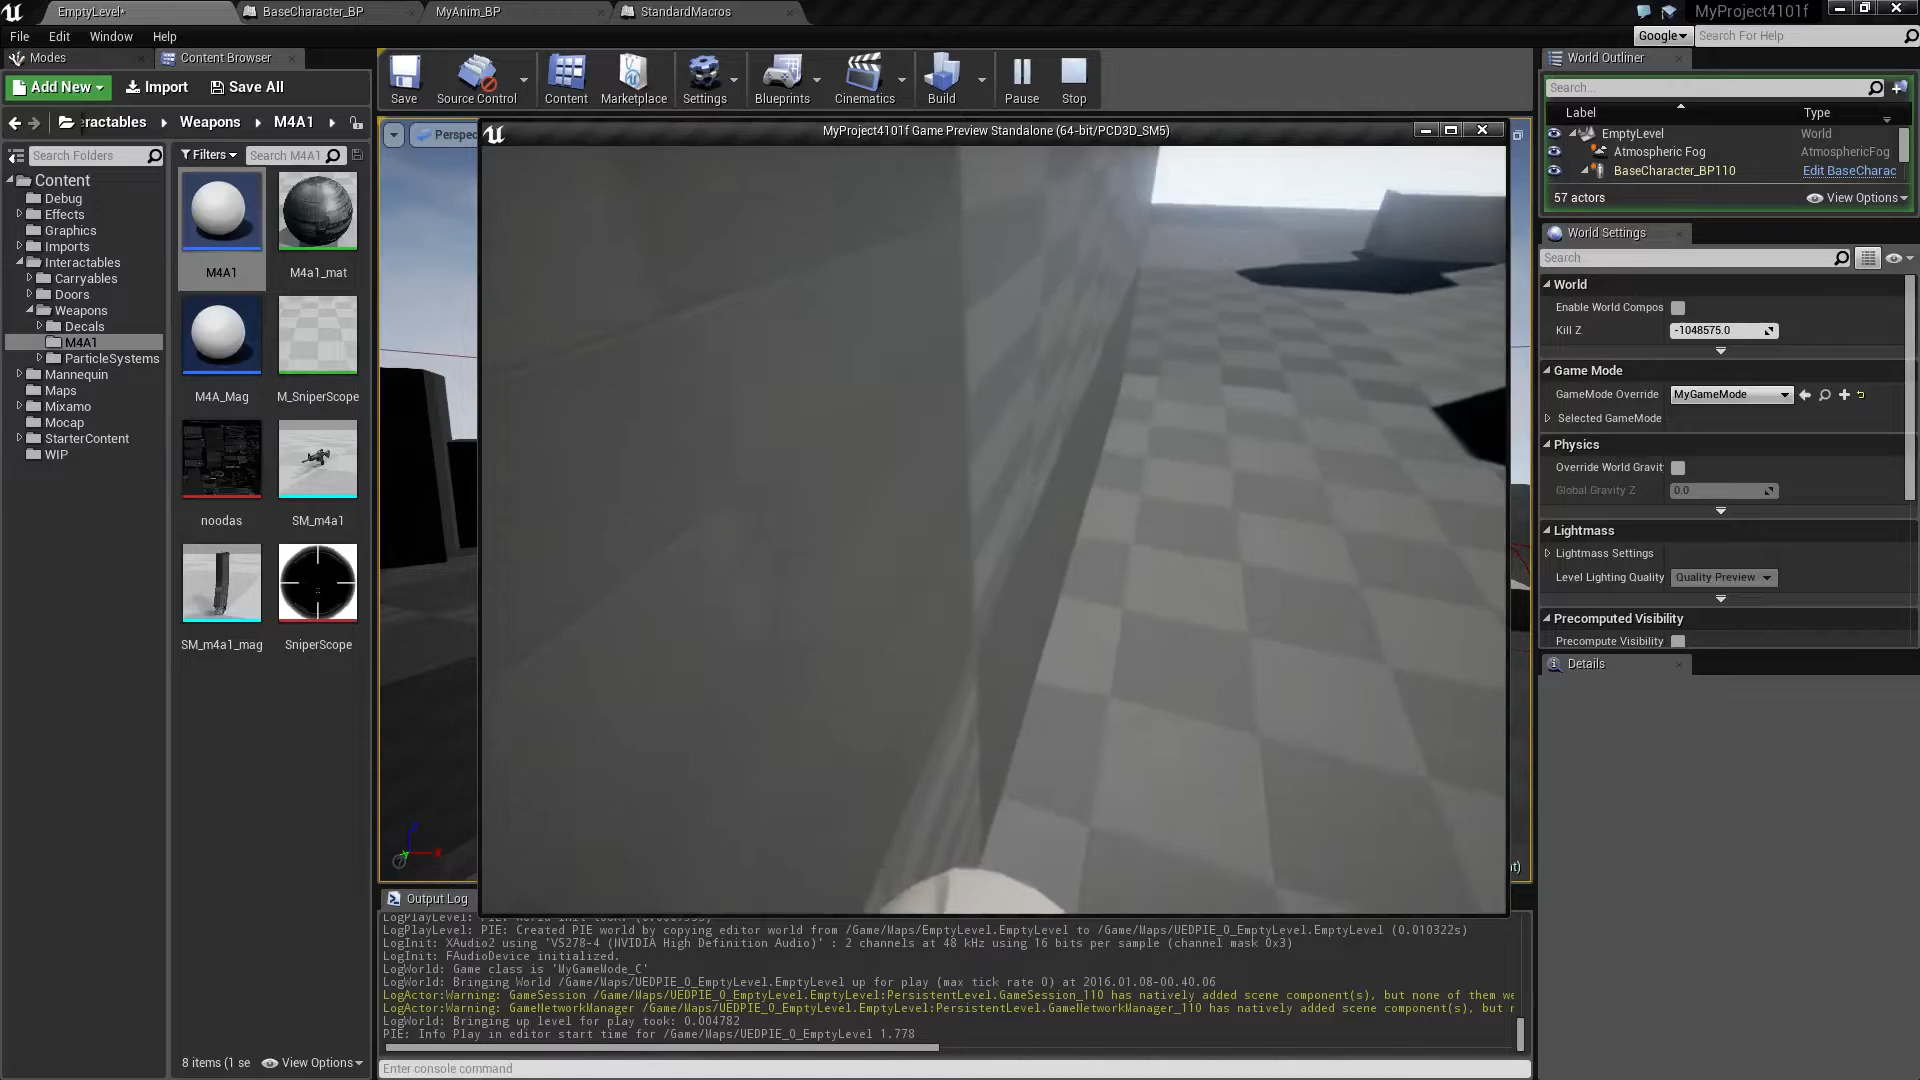 EmptyLevel*
BaseCharacter_BP
MyAnim_BP
StandardMacros
MyProject4101f
File Edit Window Help
Google
Search For Help
Modes
Content Browser
Add New
Import
Save All
ractables Weapons M4A1
Search Folders
Filters
Search M4A1
Content
Debug
Effects
Graphics
Imports
Interactables
Carryables
Doors
Weapons
Decals
M4A1
ParticleSystems
Mannequin
Maps
Mixamo
Mocap
StarterContent
WIP
M4A1
M4a1_mat
M4A_Mag
M_SniperScope
noodas
SM_m4a1
SM_m4a1_mag
SniperScope
8 items (1 se
View Options
Save
Source Control
Content
Marketplace
Settings
Blueprints
Cinematics
Build
Pause
Stop
Perspec
MyProject4101f Game Preview Standalone (64-bit/PCD3D_SM5)
Z
X
Output Log
LogPlayLevel: PIE: Created PIE world by copying editor world from /Game/Maps/EmptyLevel.EmptyLevel to /Game/Maps/UEDPIE_0_EmptyLevel.EmptyLevel (0.010322s)
LogInit: XAudio2 using 'VS278-4 (NVIDIA High Definition Audio)' : 2 channels at 48 kHz using 16 bits per sample (channel mask 0x3)
LogInit: FAudioDevice initialized.
LogWorld: Game class is 'MyGameMode_C'
LogWorld: Bringing World /Game/Maps/UEDPIE_0_EmptyLevel.EmptyLevel up for play (max tick rate 0) at 2016.01.08-00.40.06
LogActor:Warning: GameSession /Game/Maps/UEDPIE_0_EmptyLevel.EmptyLevel:PersistentLevel.GameSession_110 has natively added scene component(s), but none of them we
LogActor:Warning: GameNetworkManager /Game/Maps/UEDPIE_0_EmptyLevel.EmptyLevel:PersistentLevel.GameNetworkManager_110 has natively added scene component(s), but
LogWorld: Bringing up level for play took: 0.004782
PIE: Info Play in editor start time for /Game/Maps/UEDPIE_0_EmptyLevel 1.778
Enter console command
World Outliner
Search...
Label Type
EmptyLevel World
Atmospheric Fog AtmosphericFog
BaseCharacter_BP110 Edit BaseCharac
57 actors
View Options
World Settings
Search
World
Enable World Compos
Kill Z -1048575.0
Game Mode
GameMode Override MyGameMode
Selected GameMode
Physics
Override World Gravit
Global Gravity Z 0.0
Lightmass
Lightmass Settings
Level Lighting Quality Quality Preview
Precomputed Visibility
Precompute Visibility
Details